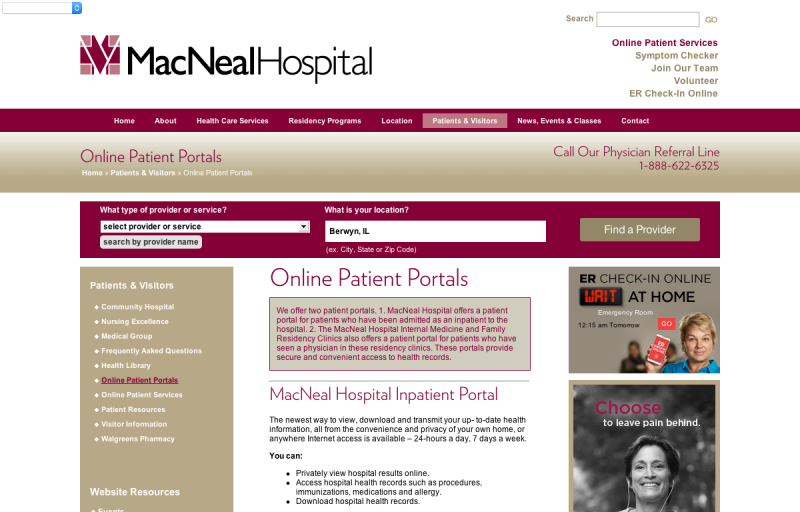 Search
GO
Online Patient Services
Symptom Checker
Join Our Team
Volunteer
ER Check-In Online
MacNealHospital
Home About Health Care Services Residency Programs Location Patients & Visitors News, Events & Classes Contact
Online Patient Portals
Home » Patients & Visitors » Online Patient Portals
Call Our Physician Referral Line
1-888-622-6325
What type of provider or service?
select provider or service
search by provider name
What is your location?
Berwyn, IL
(ex. City, State or Zip Code)
Find a Provider
Patients & Visitors
Community Hospital
Nursing Excellence
Medical Group
Frequently Asked Questions
Health Library
Online Patient Portals
Online Patient Services
Patient Resources
Visitor Information
Walgreens Pharmacy
Website Resources
Events
Online Patient Portals
We offer two patient portals. 1. MacNeal Hospital offers a patient
portal for patients who have been admitted as an inpatient to the
hospital. 2. The MacNeal Hospital Internal Medicine and Family
Residency Clinics also offers a patient portal for patients who have
seen a physician in these residency clinics. These portals provide
secure and convenient access to health records.
MacNeal Hospital Inpatient Portal
The newest way to view, download and transmit your up- to-date health
information, all from the convenience and privacy of your own home, or
anywhere Internet access is available – 24-hours a day, 7 days a week.
You can:
Privately view hospital results online.
Access hospital health records such as procedures,
immunizations, medications and allergy.
Download hospital health records.
ER CHECK-IN ONLINE
WAIT AT HOME
Emergency Room
12:15 am Tomorrow
GO
ER
Choose
to leave pain behind.